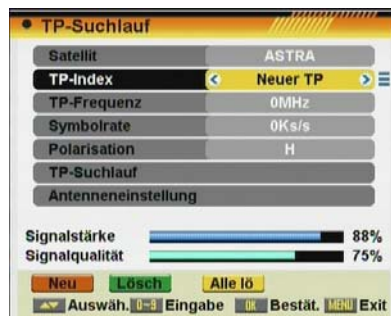 TP-Suchlauf
Satellit ASTRA
TP-Index Neuer TP
TP-Frequenz 0MHz
Symbolrate 0Ks/s
Polarisation H
TP-Suchlauf
Antenneneinstellung
Signalstärke 88%
Signalqualität 75%
Neu Lösch Alle lö
Auswäh. 0-9 Eingabe OK Bestät. MENU Exit